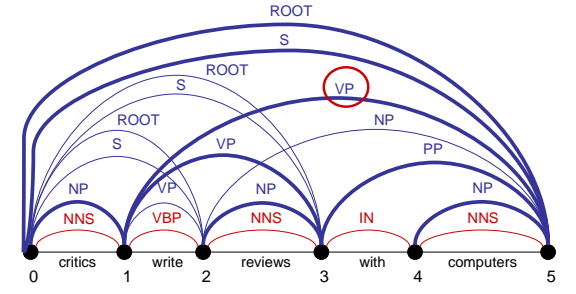 ROOT
S
ROOT
S
VP
ROOT
NP
S
VP
PP
NP
VP
NP
NP
NNS
VBP
NNS
IN
NNS
critics
write
reviews
with
computers
0
1
2
3
4
5